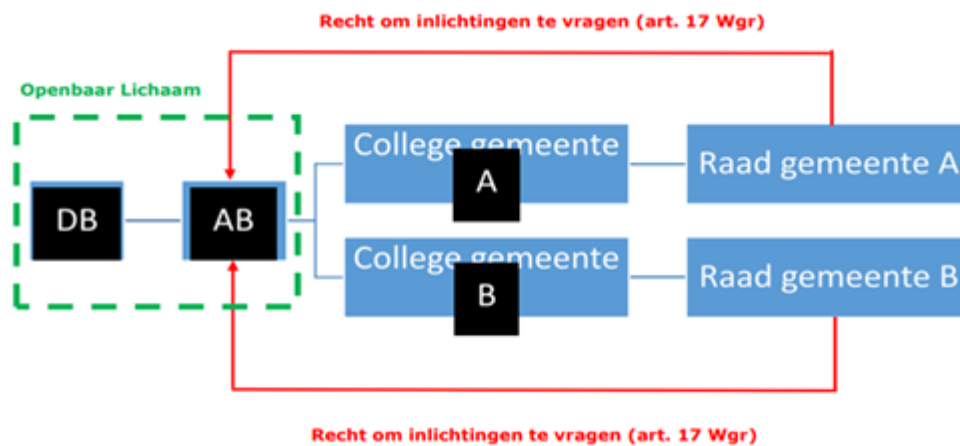 Recht om inlichtingen te vragen (art. 17 Wgr)
Openbaar Lichaam
College gemeente
A
Raad gemeente A
DB
AB
College gemeente
B
Raad gemeente B
Recht om inlichtingen te vragen (art. 17 Wgr)